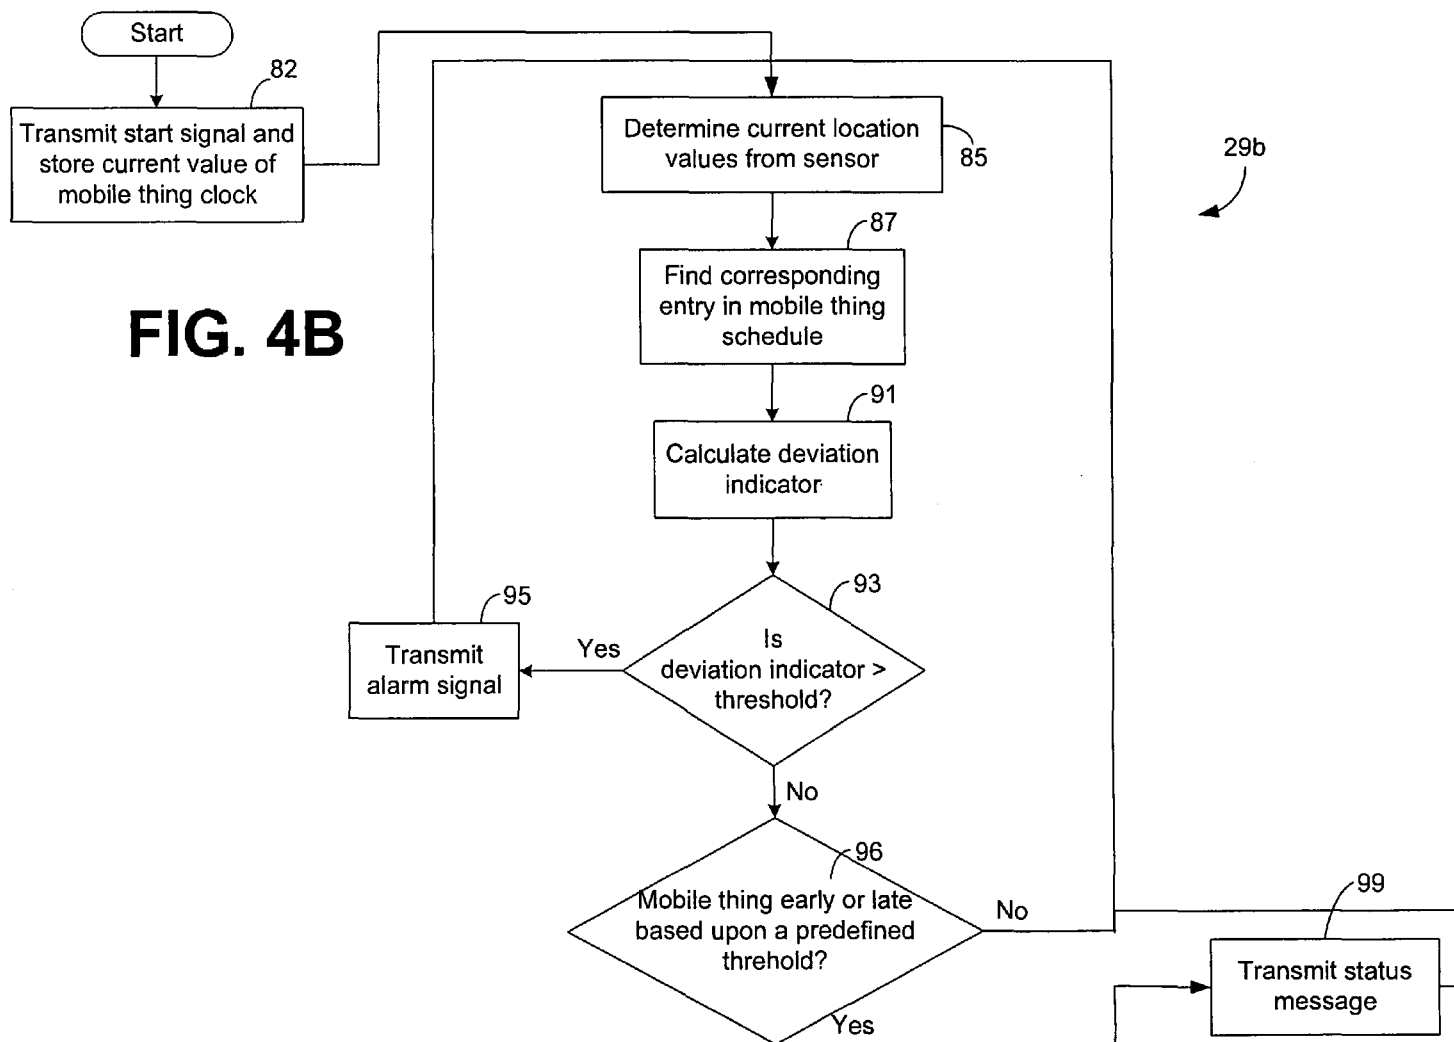 Start
82
Transmit start signal and
store current value of
mobile thing clock
Determine current location
values from sensor
85
29b
87
Find corresponding
entry in mobile thing
schedule
FIG. 4B
91
Calculate deviation
indicator
93
Is
deviation indicator >
threshold?
Yes
95
Transmit
alarm signal
No
96
Mobile thing early or late
based upon a predefined
threhold?
No
Yes
99
Transmit status
message